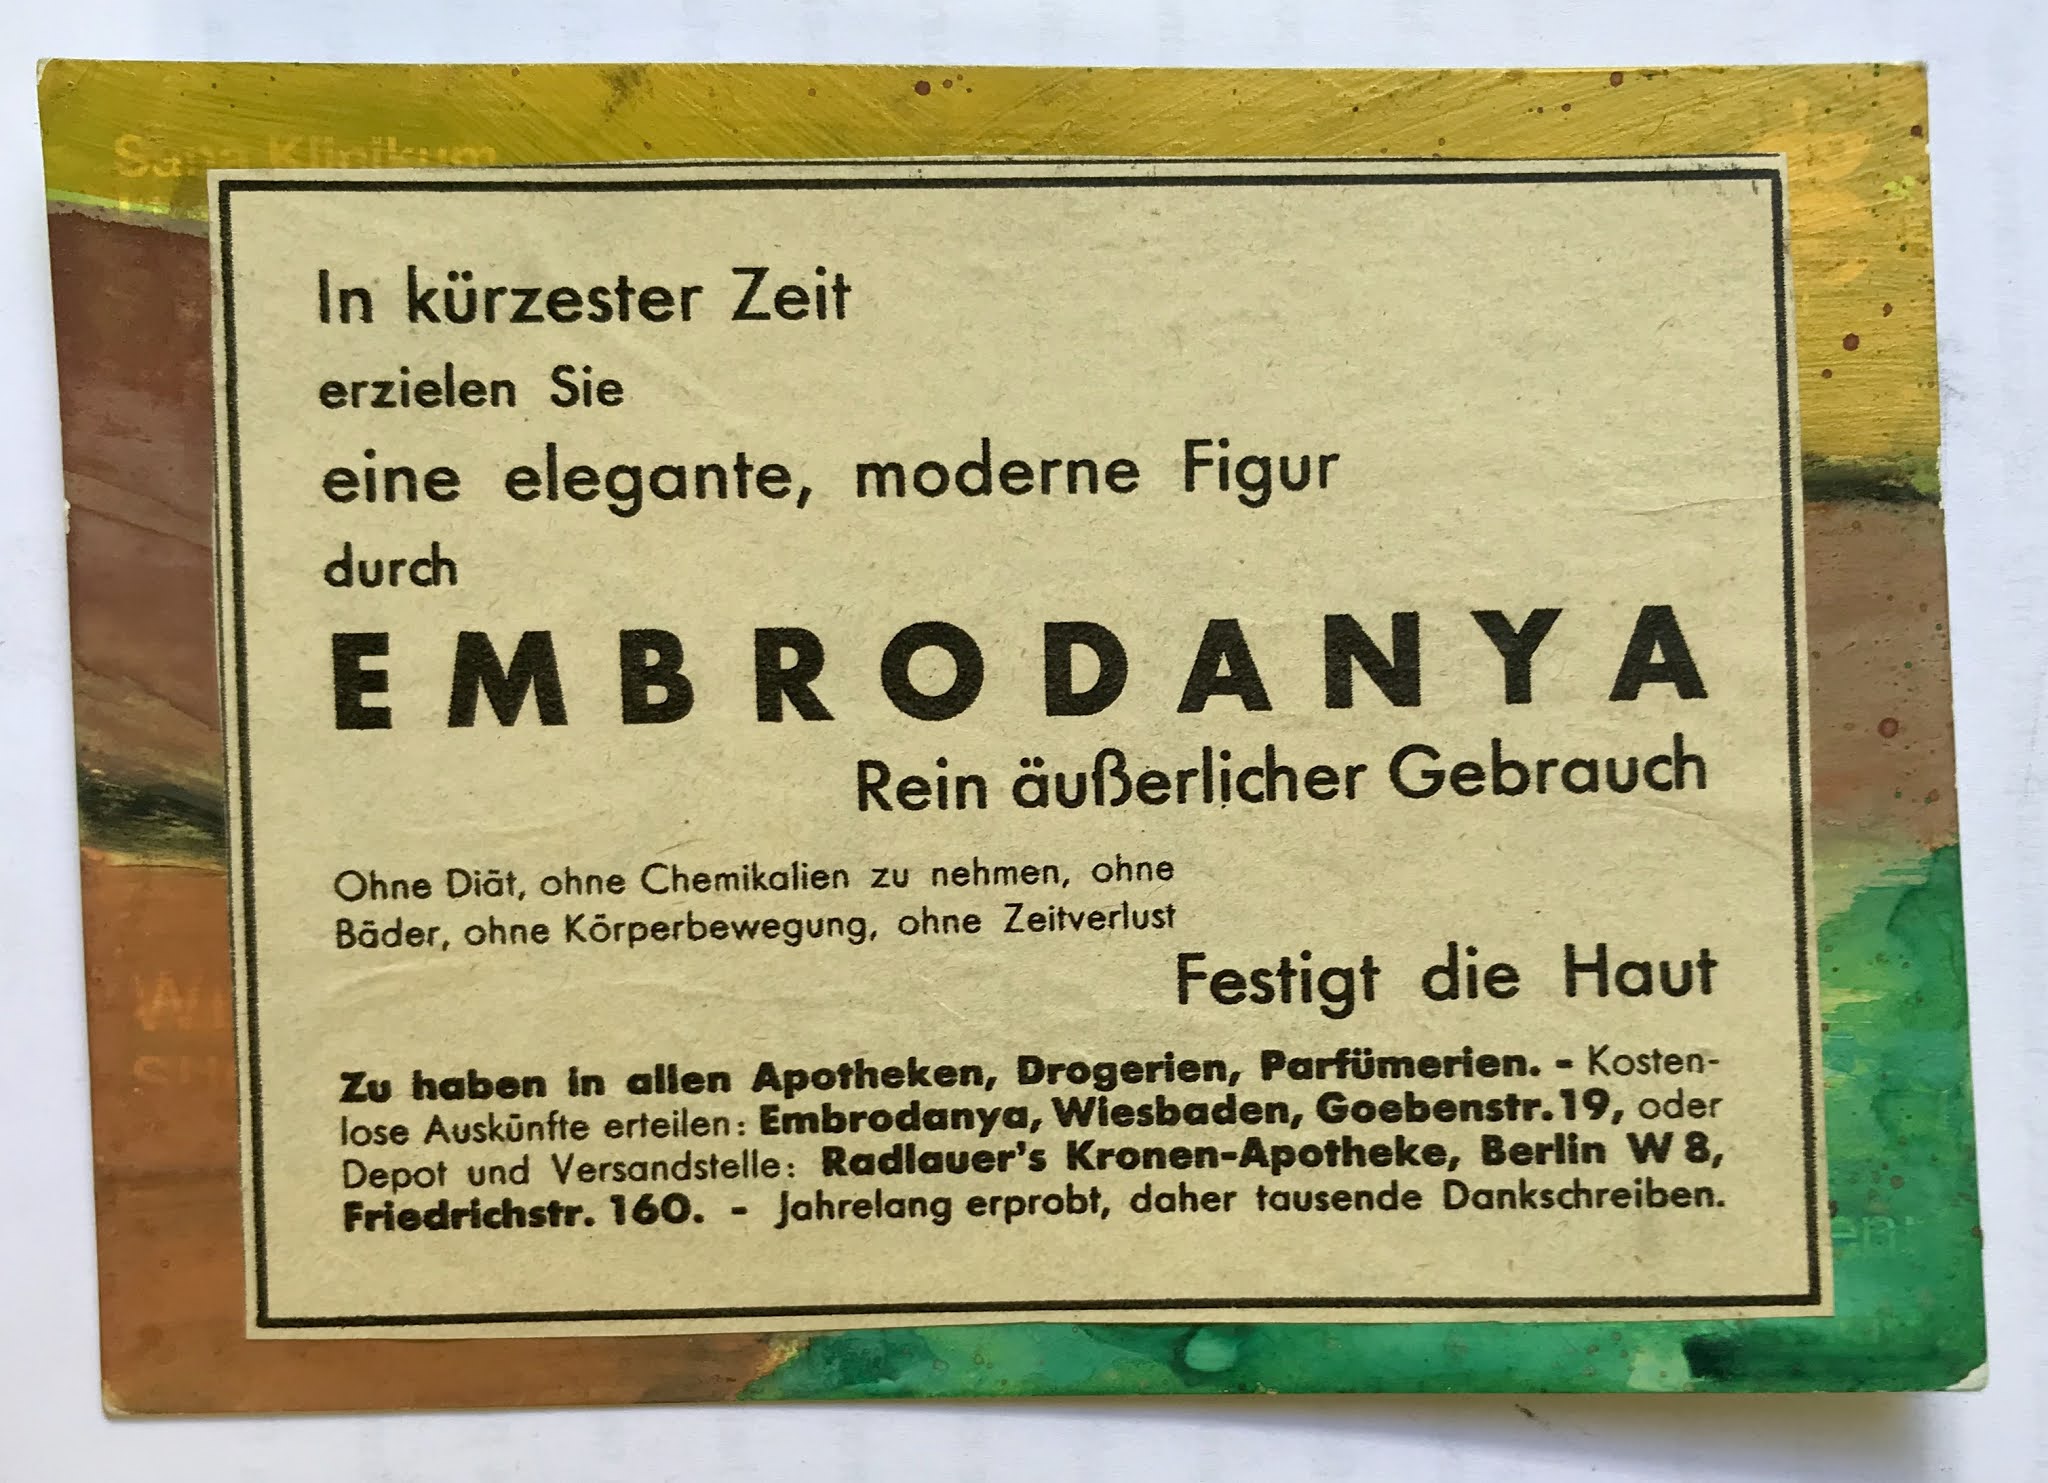 Sana Klinikum
In kürzester Zeit
erzielen Sie
eine elegante, moderne Figur
durch
EMBRODANYA
Rein äußerlicher Gebrauch
Ohne Diät, ohne Chemikalien zu nehmen, ohne
Bäder, ohne Körperbewegung, ohne Zeitverlust
Festigt die Haut
Zu haben in allen Apotheken, Drogerien, Parfümerien. - Kosten-
lose Auskünfte erteilen: Embrodanya, Wiesbaden, Goebenstr. 19, oder
Depot und Versandstelle: Radlauer's Kronen-Apotheke, Berlin W 8,
Friedrichstr. 160. - Jahrelang erprobt, daher tausende Dankschreiben.